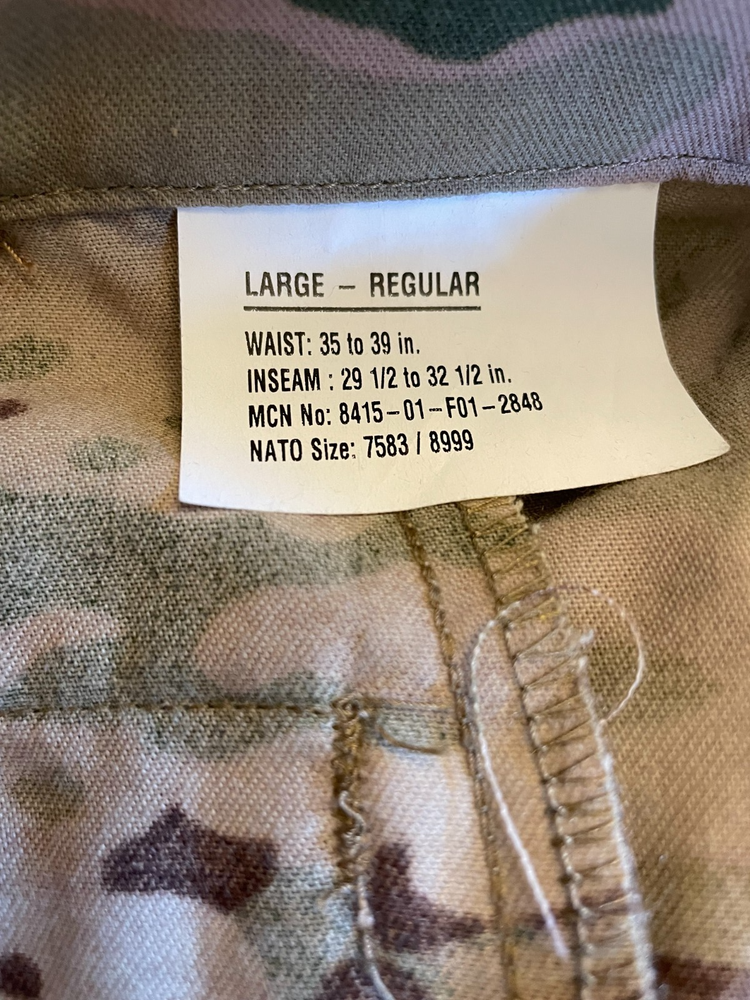 LARGE – REGULAR
WAIST: 35 to 39 in.
INSEAM : 29 1/2 to 32 1/2 in.
MCN No: 8415-01-F01-2848
NATO Size: 7583 / 8999